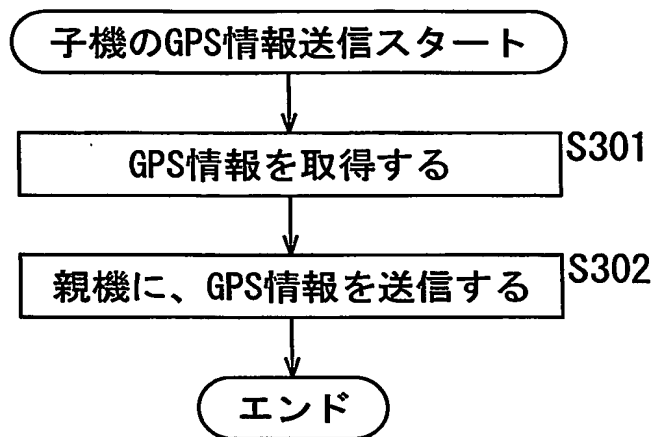 子機のGPS情報送信スタート
GPS情報を取得する
S301
親機に、GPS情報を送信する
S302
エンド